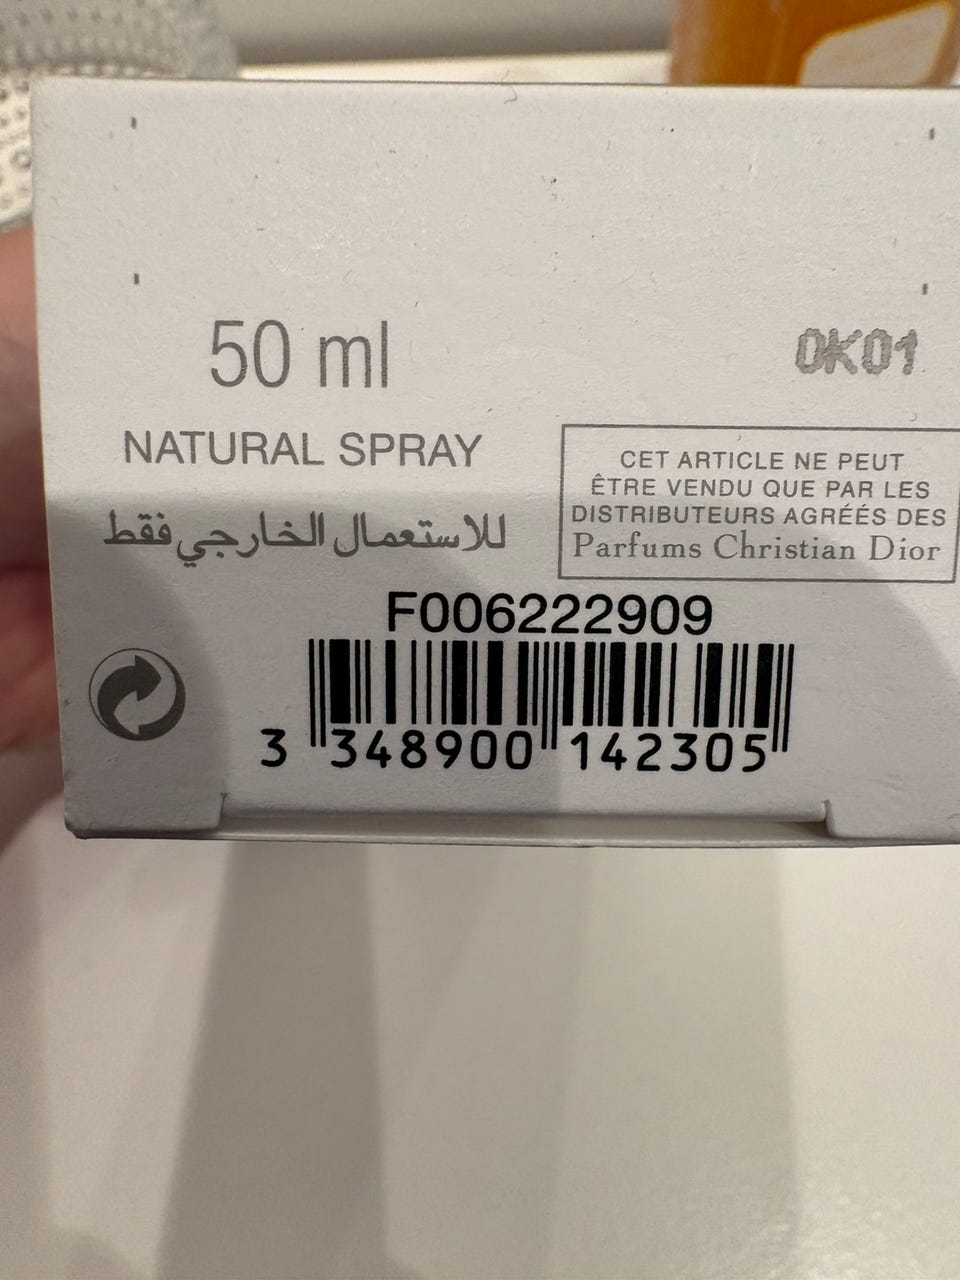 50 ml
0K01
NATURAL SPRAY
للاستعمال الخارجي فقط
CET ARTICLE NE PEUT
ÊTRE VENDU QUE PAR LES
DISTRIBUTEURS AGRÉÉS DES
Parfums Christian Dior
F006222909
3 348900 142305